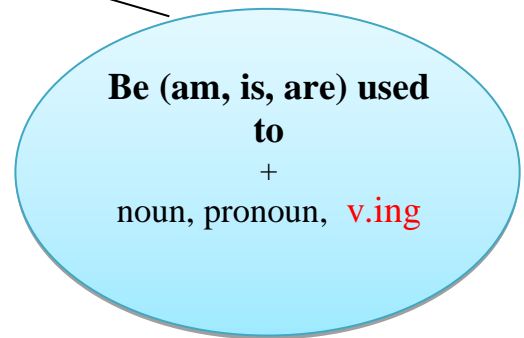 Be (am, is, are) used
to
+
noun, pronoun, v.ing